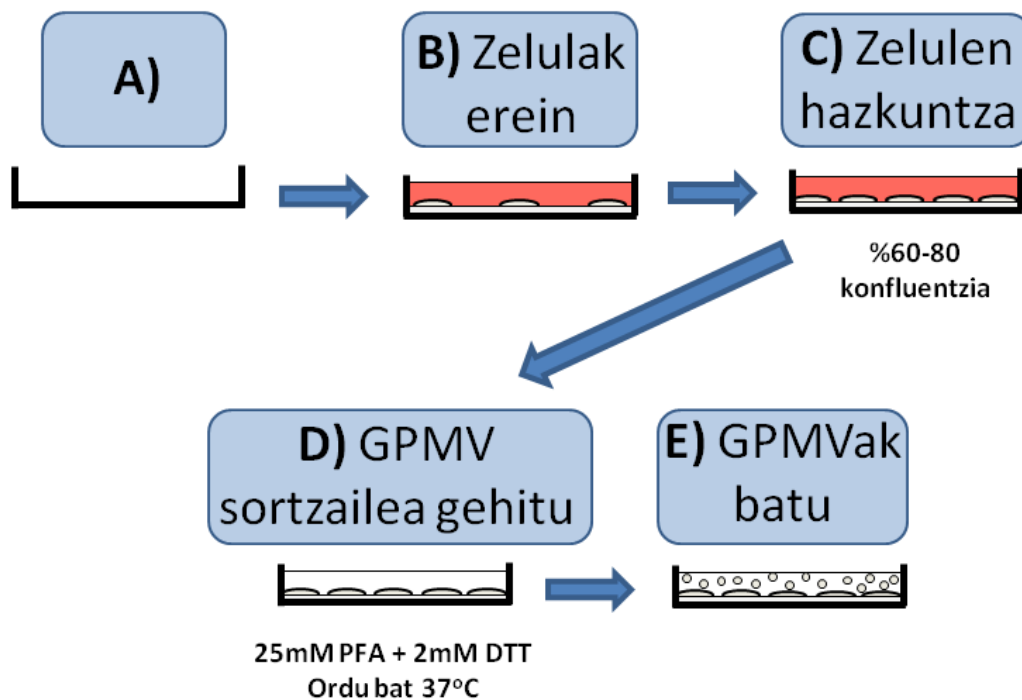 A)
B) Zelulak
erein
C) Zelulen
hazkuntza
%60-80
konfluentzia
D) GPMV
sortzailea gehitu
E) GPMVak
batu
25mM PFA + 2mM DTT
Ordu bat 37ºC